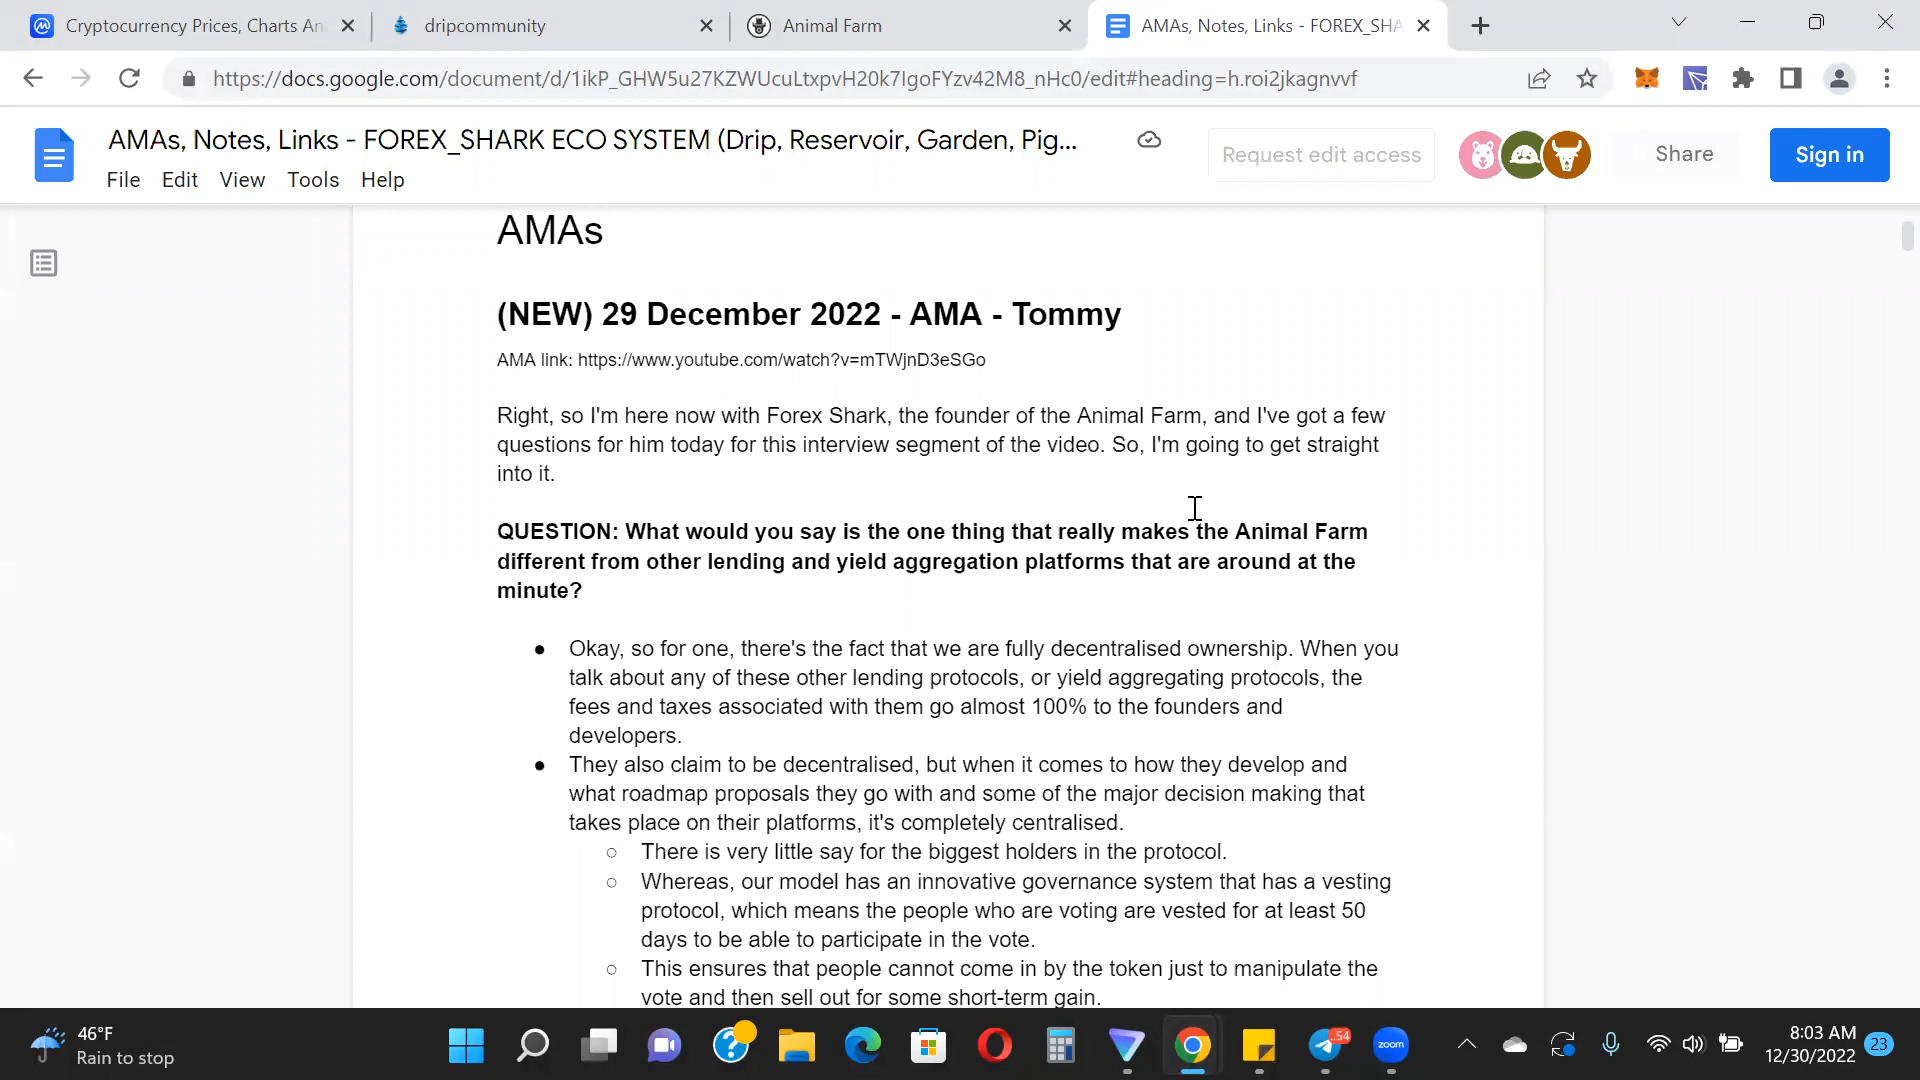 Cryptocurrency Prices, Charts An
dripcommunity
Animal Farm
AMAs, Notes, Links - FOREX_SHA
https://docs.google.com/document/d/1ikP_GHW5u27KZWUcuLtxpvH20k7IgoFYzv42M8_nHc0/edit#heading=h.roi2jkagnvvf
AMAs, Notes, Links - FOREX_SHARK ECO SYSTEM (Drip, Reservoir, Garden, Pig...
Request edit access
Share
Sign in
File Edit View Tools Help
AMAs
(NEW) 29 December 2022 - AMA - Tommy
AMA link: https://www.youtube.com/watch?v=mTWjnD3eSGo
Right, so I'm here now with Forex Shark, the founder of the Animal Farm, and I've got a few
questions for him today for this interview segment of the video. So, I'm going to get straight
into it.
QUESTION: What would you say is the one thing that really makes the Animal Farm
different from other lending and yield aggregation platforms that are around at the
minute?
● Okay, so for one, there's the fact that we are fully decentralised ownership. When you
talk about any of these other lending protocols, or yield aggregating protocols, the
fees and taxes associated with them go almost 100% to the founders and
developers.
● They also claim to be decentralised, but when it comes to how they develop and
what roadmap proposals they go with and some of the major decision making that
takes place on their platforms, it's completely centralised.
○ There is very little say for the biggest holders in the protocol.
○ Whereas, our model has an innovative governance system that has a vesting
protocol, which means the people who are voting are vested for at least 50
days to be able to participate in the vote.
○ This ensures that people cannot come in by the token just to manipulate the
vote and then sell out for some short-term gain.
46°F
Rain to stop
54
zoom
8:03 AM
12/30/2022
23